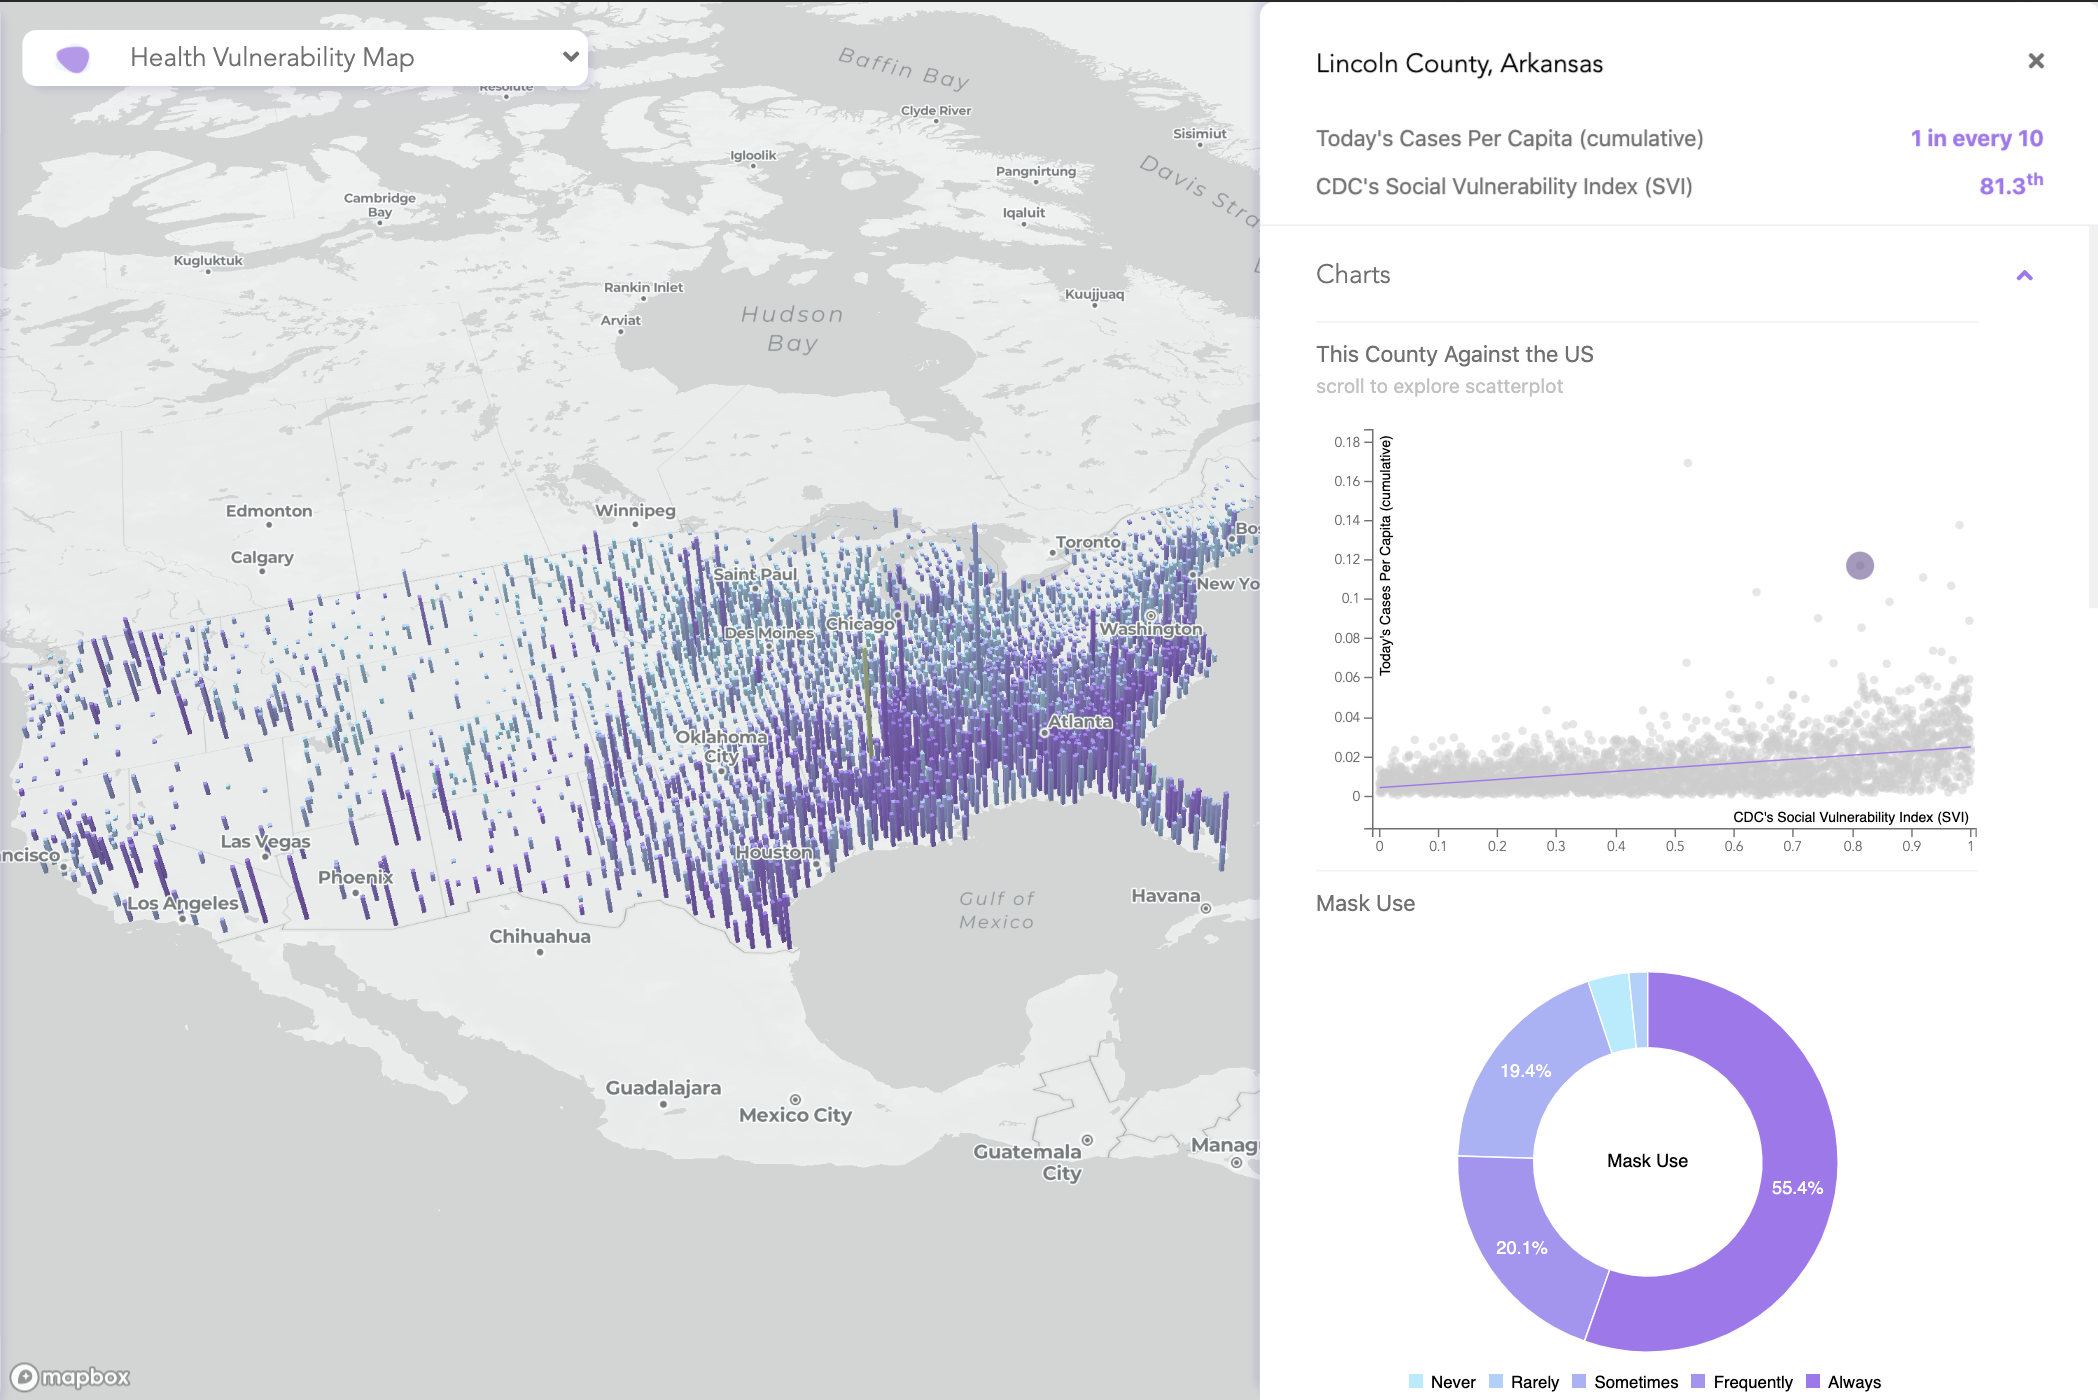 Health Vulnerability Map
Resolute
Baffin Bay
Clyde River
Sisimiut
Igloolik
Pangnirtung
Davis Stra
Cambridge
Bay
Iqaluit
Kugluktuk
Rankin Inlet
Kuujjuaq
Arviat
Hudson
Bay
Edmonton
Winnipeg
Calgary
Toronto
Bos
Saint Paul
New Yo
Des Moines
Chicago
Washington
Atlanta
Oklahoma
City
Las Vegas
ncisco
Houston
Phoenix
Los Angeles
Gulf of
Mexico
Havana
Chihuahua
Guadalajara
Mexico City
Guatemala
City
Manag
mapbox
Lincoln County, Arkansas
Today's Cases Per Capita (cumulative) 1 in every 10
CDC's Social Vulnerability Index (SVI) 81.3th
Charts
This County Against the US
scroll to explore scatterplot
Today's Cases Per Capita (cumulative)
0.18
0.16
0.14
0.12
0.1
0.08
0.06
0.04
0.02
0
CDC's Social Vulnerability Index (SVI)
0 0.1 0.2 0.3 0.4 0.5 0.6 0.7 0.8 0.9 1
Mask Use
19.4%
Mask Use
55.4%
20.1%
Never Rarely Sometimes Frequently Always